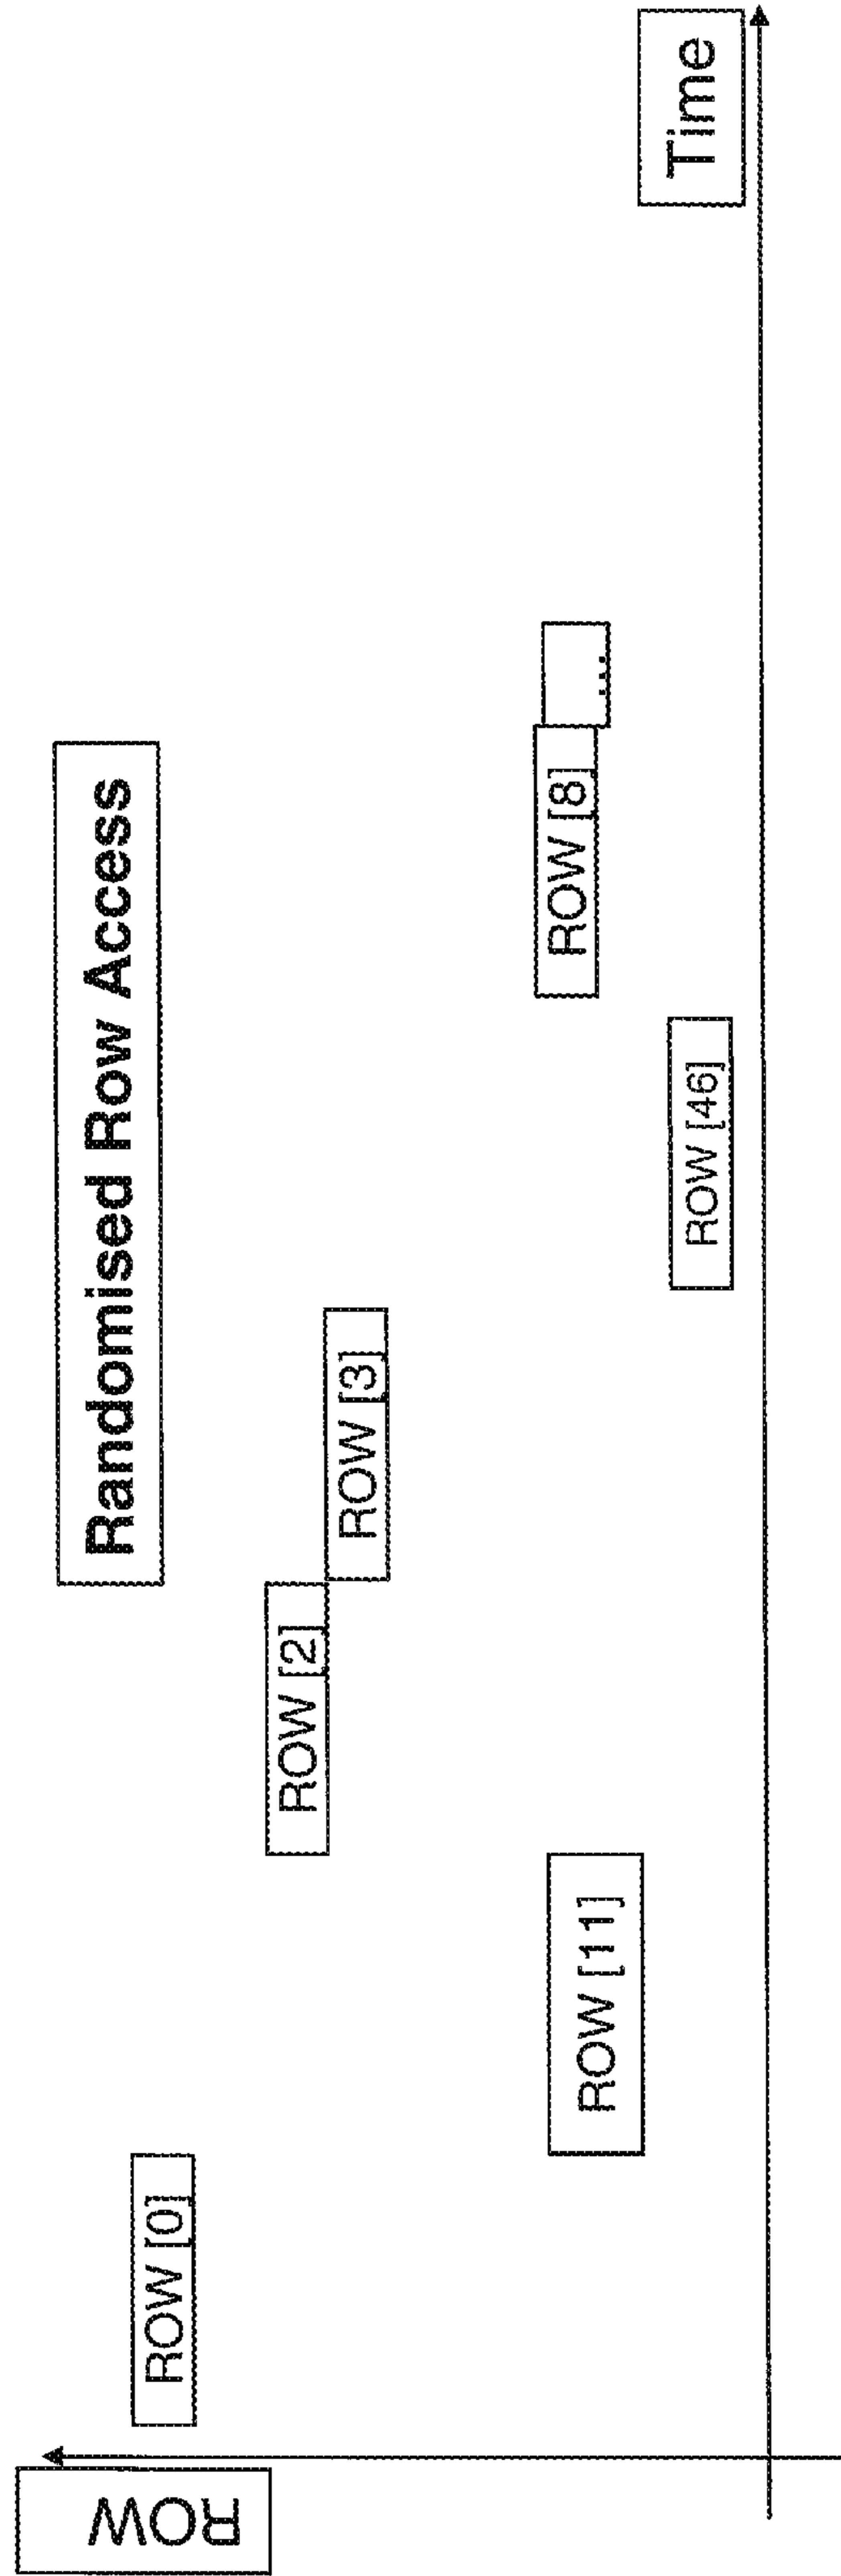 Randomised Row Access
ROW
ROW [0]
ROW [11]
ROW [2]
ROW [3]
ROW [46]
ROW [8]
...
Time